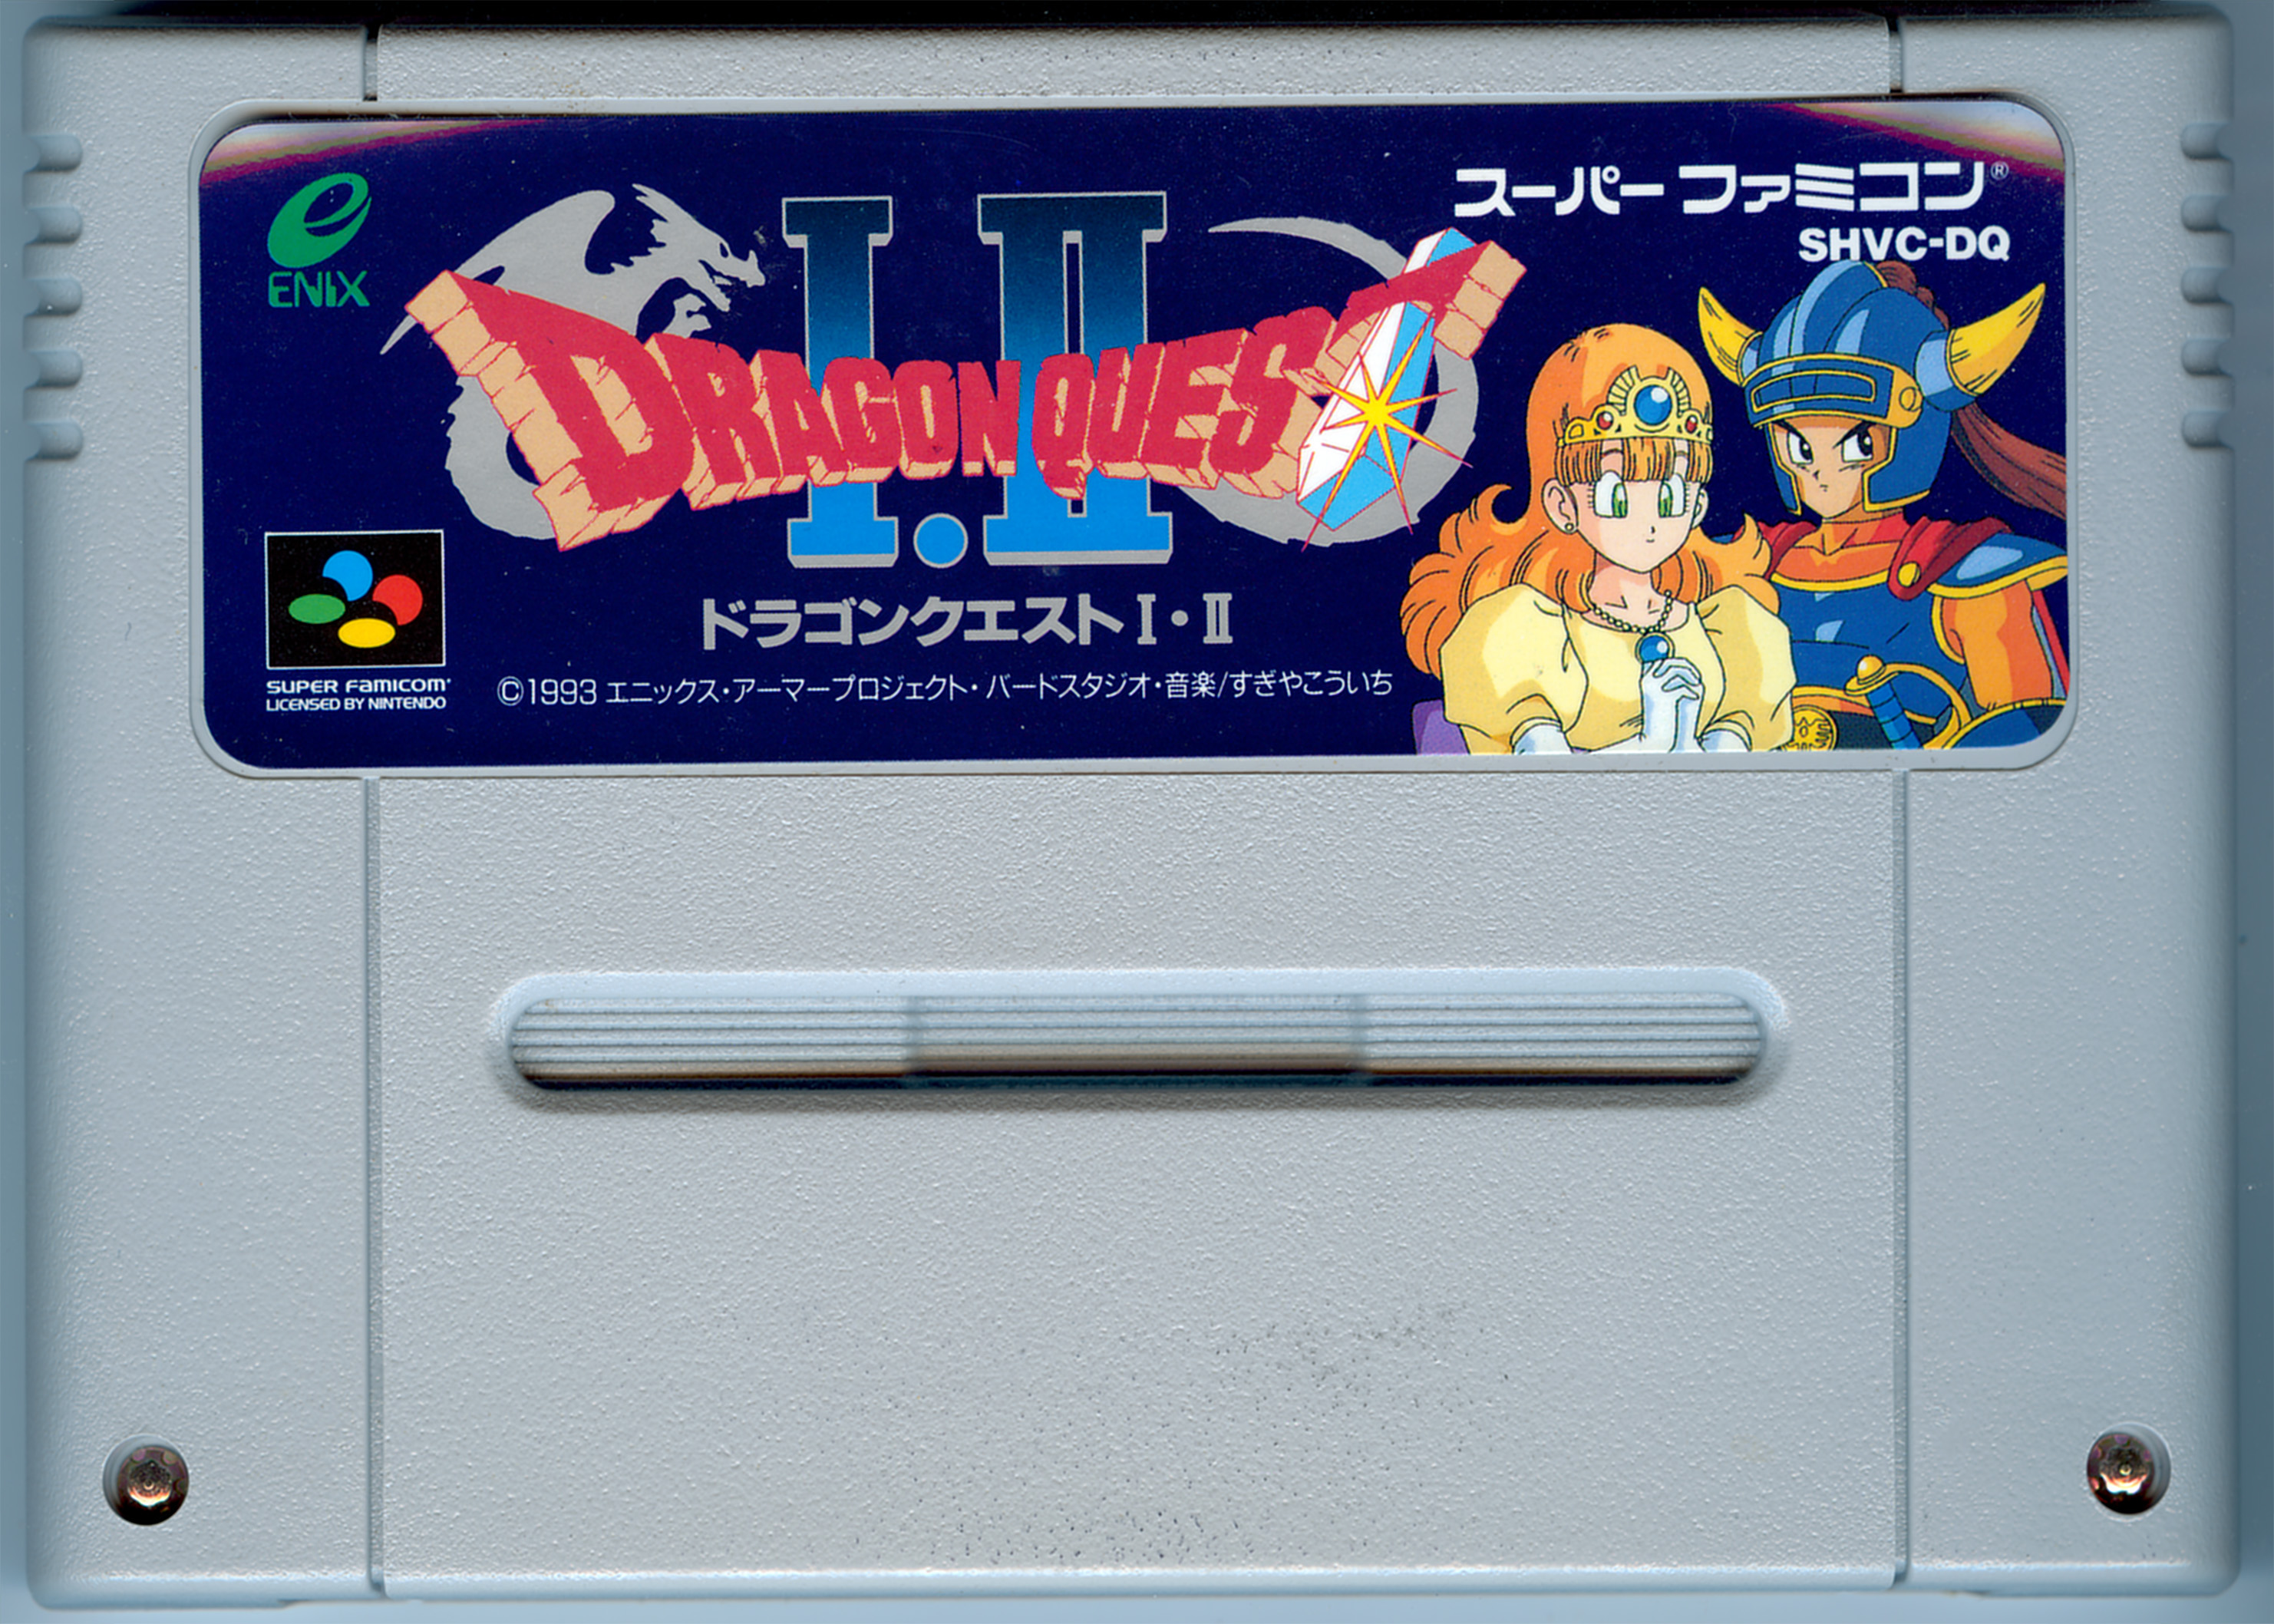 ENIX
I・II
DRAGON QUEST
スーパーファミコン®
SHVC-DQ
ドラゴンクエストI・II
SUPER FAMICOM
LICENSED BY NINTENDO
©1993 エニックス・アーマープロジェクト・バードスタジオ・音楽/すぎやこういち